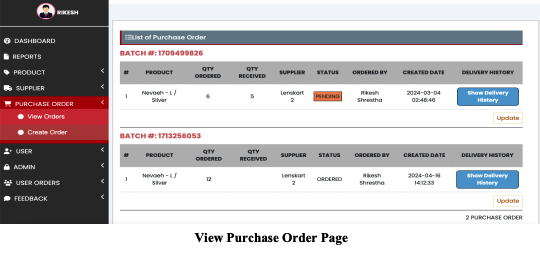 RIKESH
DASHBOARD
REPORTS
PRODUCT
SUPPLIER
PURCHASE ORDER
View Orders
Create Order
USER
ADMIN
USER ORDERS
FEEDBACK
List of Purchase Order
BATCH #: 1709499826
# PRODUCT QTY ORDERED QTY RECEIVED SUPPLIER STATUS ORDERED BY CREATED DATE DELIVERY HISTORY
1 Nevaeh - L / Silver 6 5 Lenskart 2 PENDING Rikesh Shrestha 2024-03-04 02:48:46 Show Delivery History
Update
BATCH #: 1713256053
# PRODUCT QTY ORDERED QTY RECEIVED SUPPLIER STATUS ORDERED BY CREATED DATE DELIVERY HISTORY
1 Nevaeh - L / Silver 12 Lenskart 2 ORDERED Rikesh Shrestha 2024-04-16 14:12:33 Show Delivery History
Update
2 PURCHASE ORDER
View Purchase Order Page